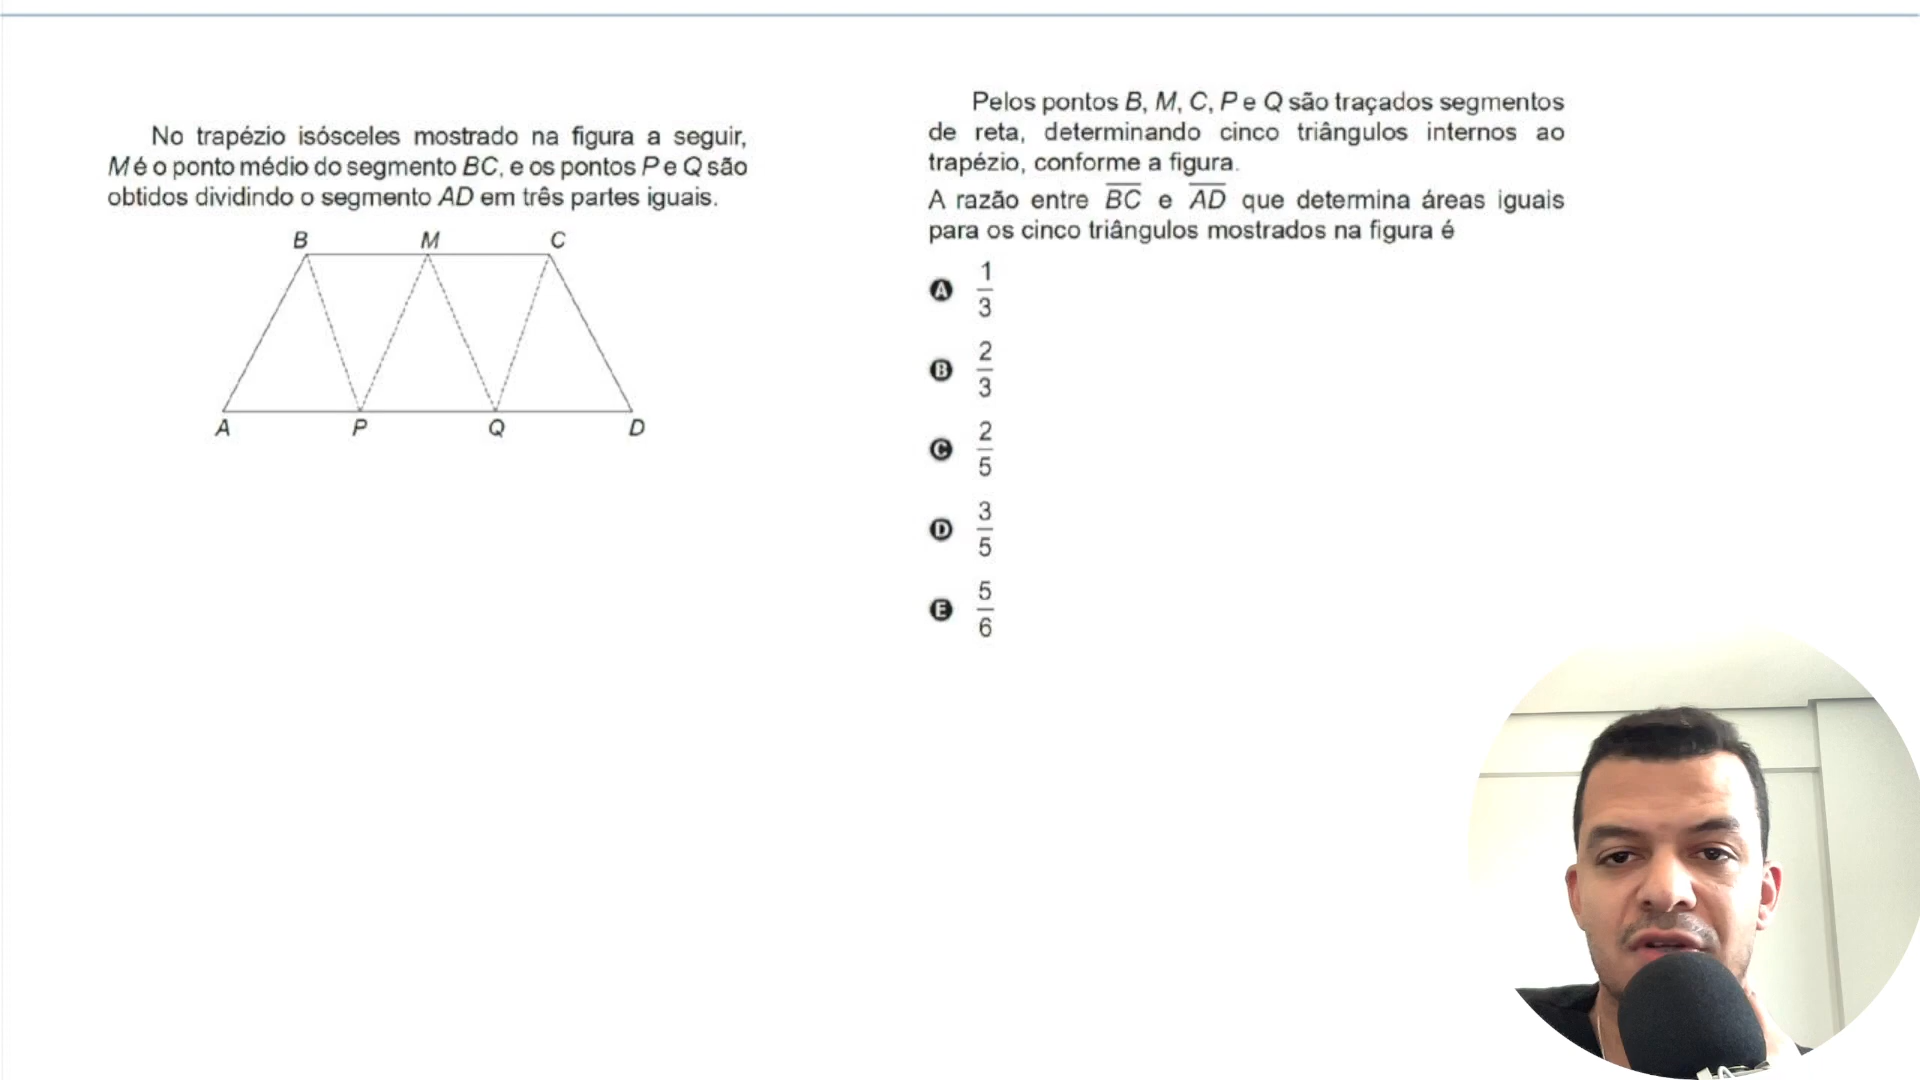 No trapézio isósceles mostrado na figura a seguir,
M é o ponto médio do segmento BC, e os pontos P e Q são
obtidos dividindo o segmento AD em três partes iguais.
B M C
A P Q D
Pelos pontos B, M, C, P e Q são traçados segmentos
de reta, determinando cinco triângulos internos ao
trapézio, conforme a figura.
A razão entre BC e AD que determina áreas iguais
para os cinco triângulos mostrados na figura é
A 1/3
B 2/3
C 2/5
D 3/5
E 5/6